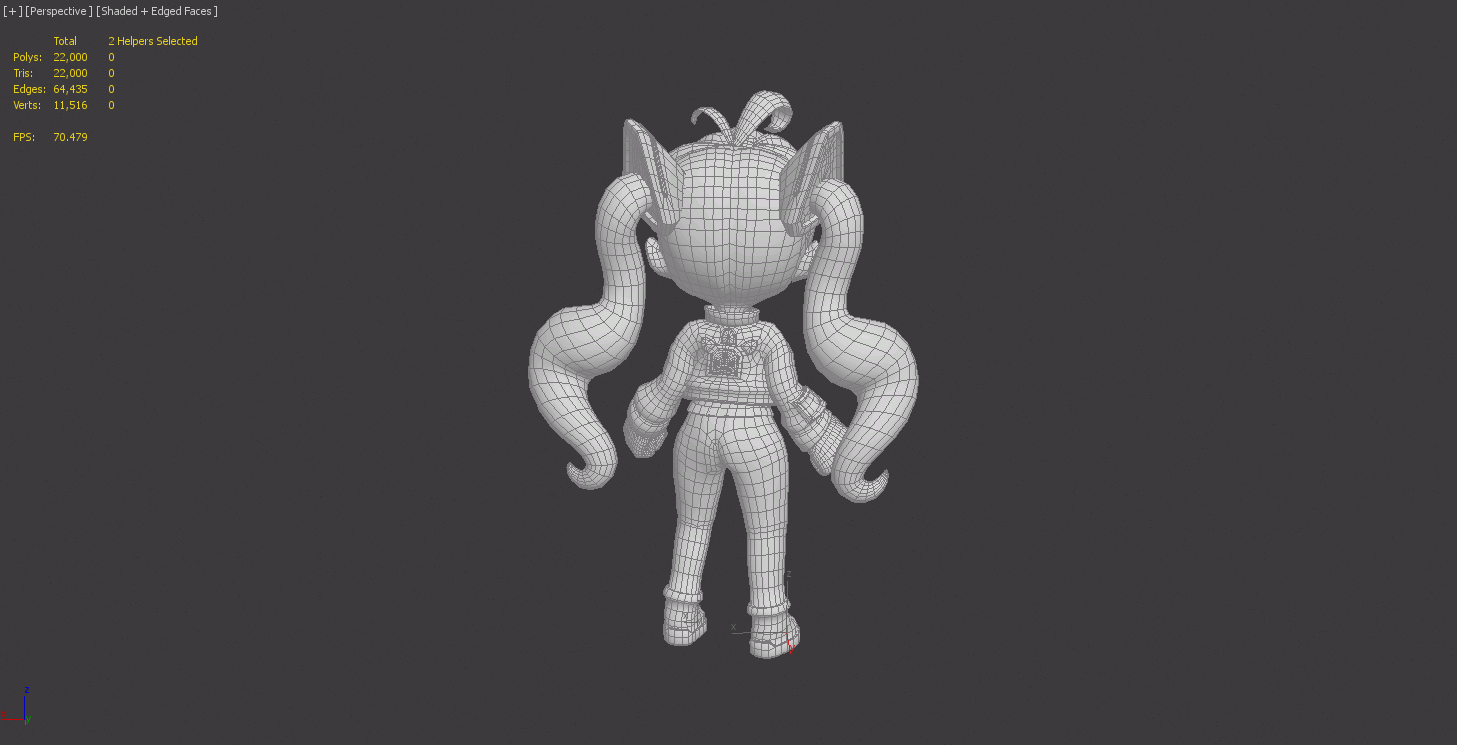 [+] [Perspective ] [Shaded + Edged Faces ]
Total 2 Helpers Selected
Polys: 22,000 0
Tris: 22,000 0
Edges: 64,435 0
Verts: 11,516 0
FPS: 70.479
z
x
z
x
y